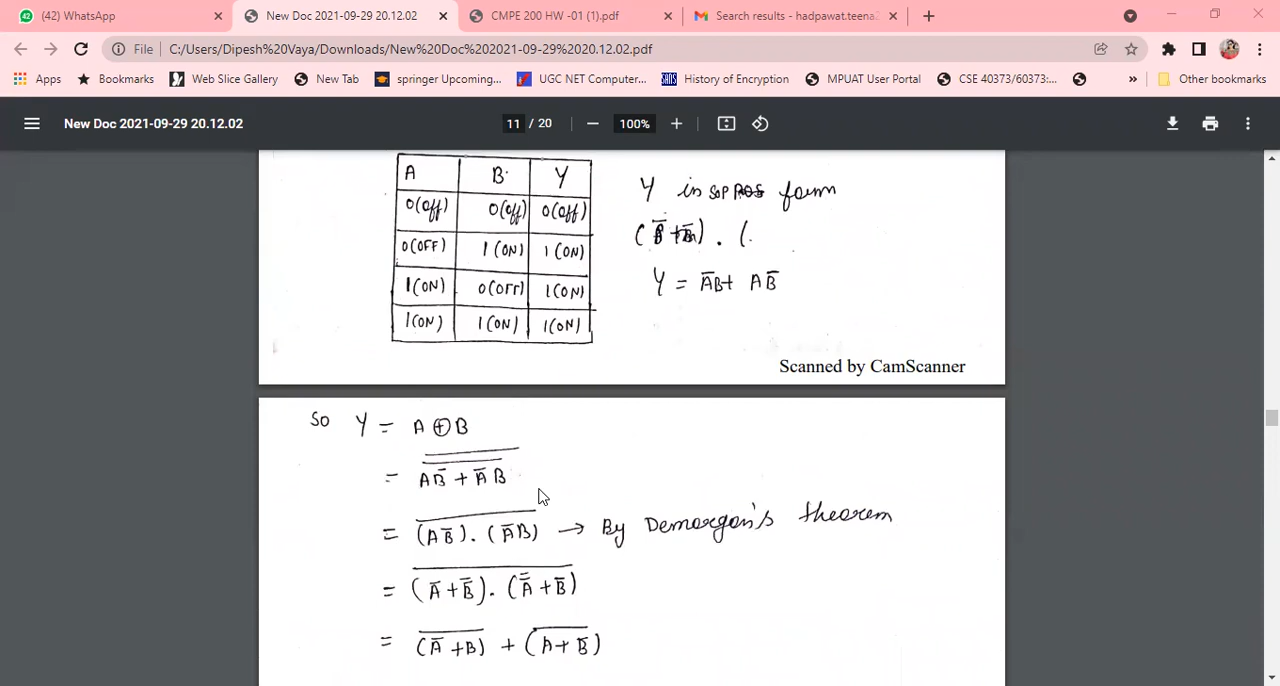 (42) WhatsApp
New Doc 2021-09-29 20.12.02
CMPE 200 HW -01 (1).pdf
Search results - hadpawat.teena2
File C:/Users/Dipesh%20Vaya/Downloads/New%20Doc%202021-09-29%2020.12.02.pdf
Apps Bookmarks Web Slice Gallery New Tab springer Upcoming... UGC NET Computer... History of Encryption MPUAT User Portal CSE 40373/60373:... » Other bookmarks
New Doc 2021-09-29 20.12.02 11 / 20 100%
A B Y
0(Off) 0(Off) 0(Off)
0(OFF) 1(ON) 1(ON)
1(ON) 0(OFF) 1(ON)
1(ON) 1(ON) 1(ON)
Y in SOP form
Y = A̅B + AB̅
Scanned by CamScanner
So Y = A ⊕ B
= A̅B̅ + A̅ B
= (AB̅) . (A̅B) → By Demorgan's theorem
= (A̅ + B̿) . (A̿ + B̅)
= (A̅ + B) + (A + B̅)